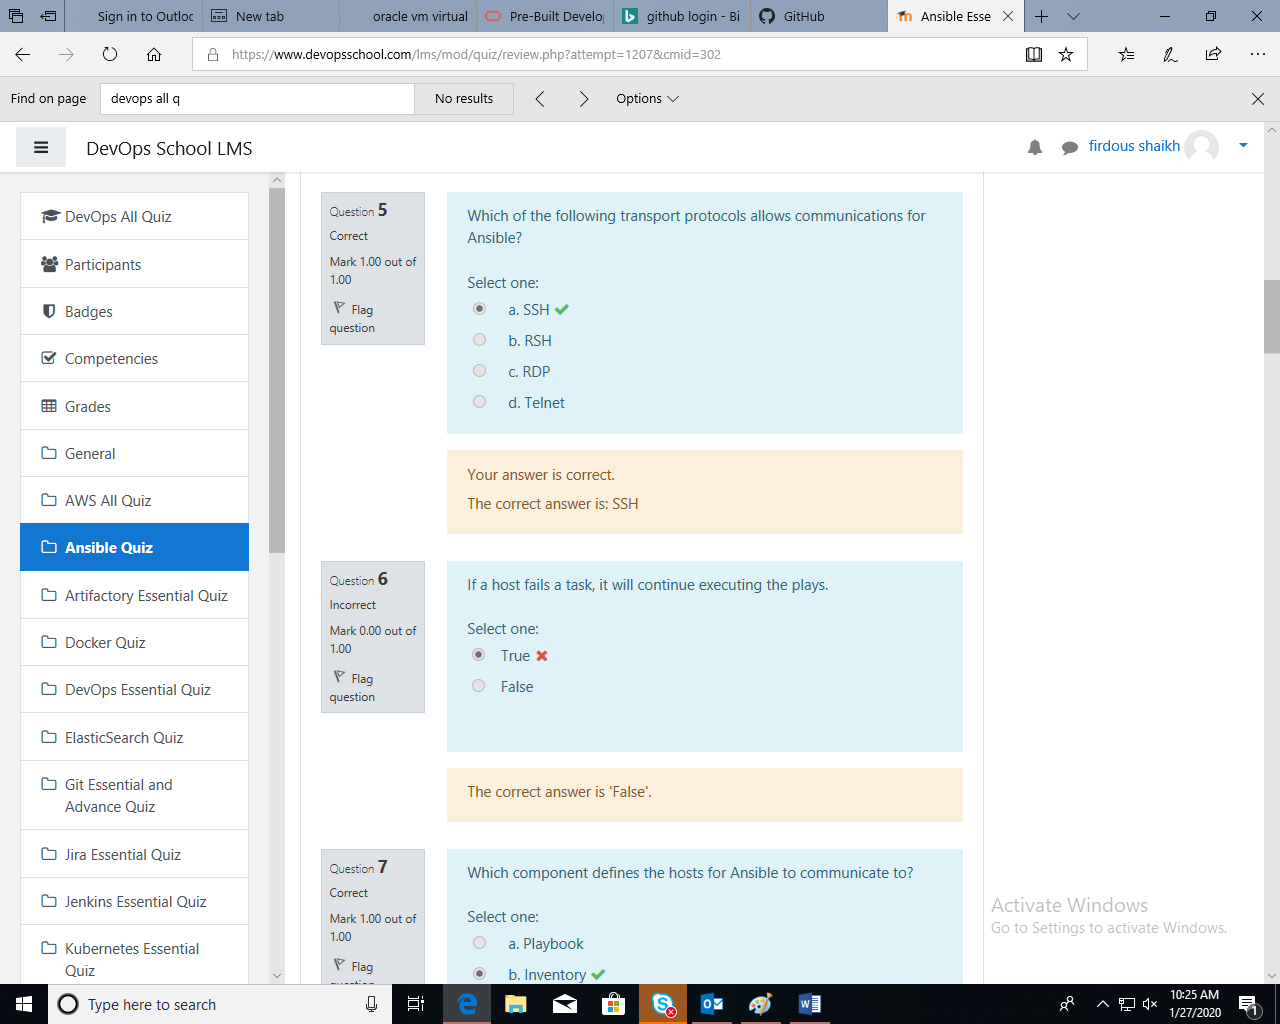 Sign in to Outloc
New tab
oracle vm virtual
Pre-Built Develo
github login - Bi
GitHub
Ansible Esse
https://www.devopsschool.com/lms/mod/quiz/review.php?attempt=1207&cmid=302
Find on page
devops all q
No results
Options
DevOps School LMS
firdous shaikh
DevOps All Quiz
Participants
Badges
Competencies
Grades
General
AWS All Quiz
Ansible Quiz
Artifactory Essential Quiz
Docker Quiz
DevOps Essential Quiz
ElasticSearch Quiz
Git Essential and
Advance Quiz
Jira Essential Quiz
Jenkins Essential Quiz
Kubernetes Essential
Quiz
Question 5
Correct
Mark 1.00 out of
1.00
Flag
question
Which of the following transport protocols allows communications for
Ansible?
Select one:
a. SSH
b. RSH
c. RDP
d. Telnet
Your answer is correct.
The correct answer is: SSH
Question 6
Incorrect
Mark 0.00 out of
1.00
Flag
question
If a host fails a task, it will continue executing the plays.
Select one:
True
False
The correct answer is 'False'.
Question 7
Correct
Mark 1.00 out of
1.00
Flag
question
Which component defines the hosts for Ansible to communicate to?
Select one:
a. Playbook
b. Inventory
Activate Windows
Go to Settings to activate Windows.
Type here to search
10:25 AM
1/27/2020
1